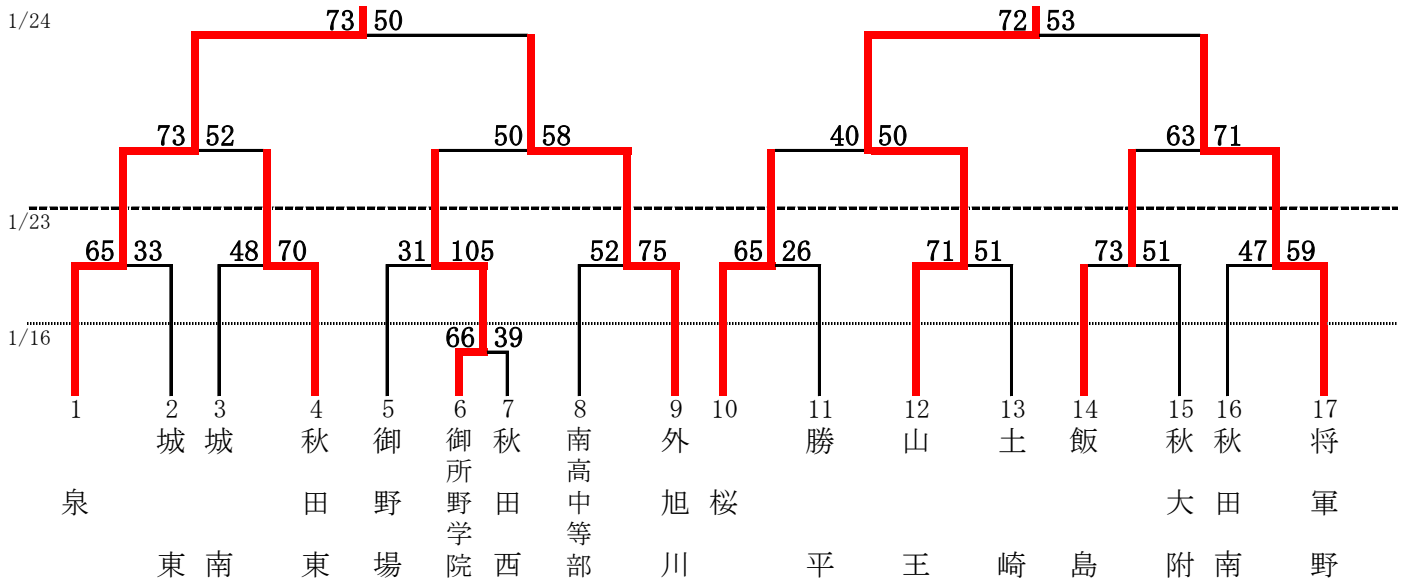 1/24
73 50
72 53
73 52
50 58
40 50
63 71
1/23
65 33
48 70
31 105
52 75
65 26
71 51
73 51
47 59
1/16
66 39
1 2 3 4 5 6 7 8 9 10 11 12 13 14 15 16 17
泉
城東
城南
秋田東
御野場
御所野学院
秋田西
南高中等部
外旭川
桜
勝平
山王
土崎
飯島
秋大附
秋田南
将軍野